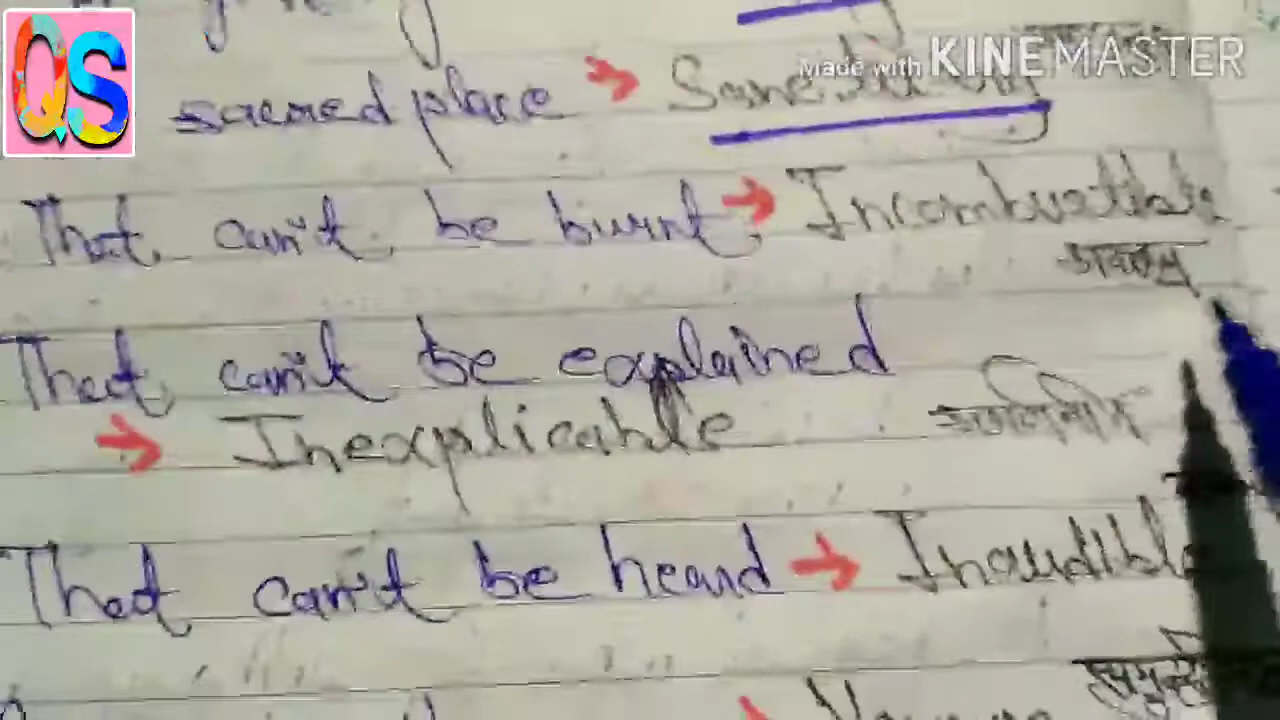 QS
Made with KINEMASTER
sacred place → Sanctuary
That can't be burnt → Incombustible
That can't be explained
→ Inexplicable
That can't be heard → Inaudible